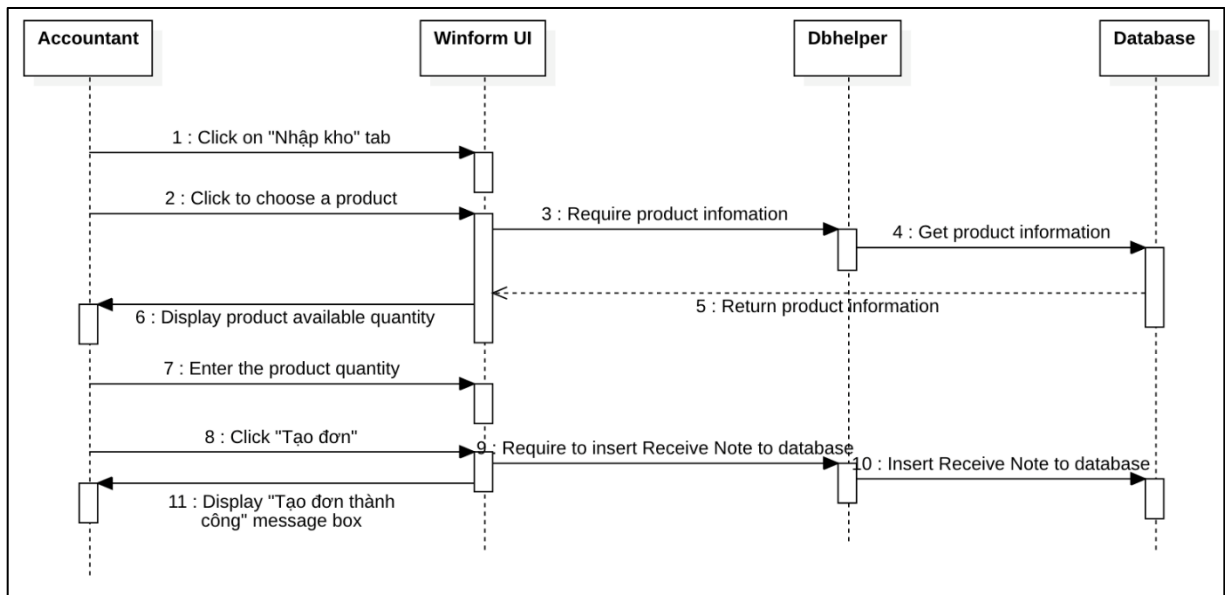 Accountant
Winform UI
Dbhelper
Database
1 : Click on "Nhập kho" tab
2 : Click to choose a product
3 : Require product infomation
4 : Get product information
5 : Return product information
6 : Display product available quantity
7 : Enter the product quantity
8 : Click "Tạo đơn"
9 : Require to insert Receive Note to database
10 : Insert Receive Note to database
11 : Display "Tạo đơn thành
công" message box